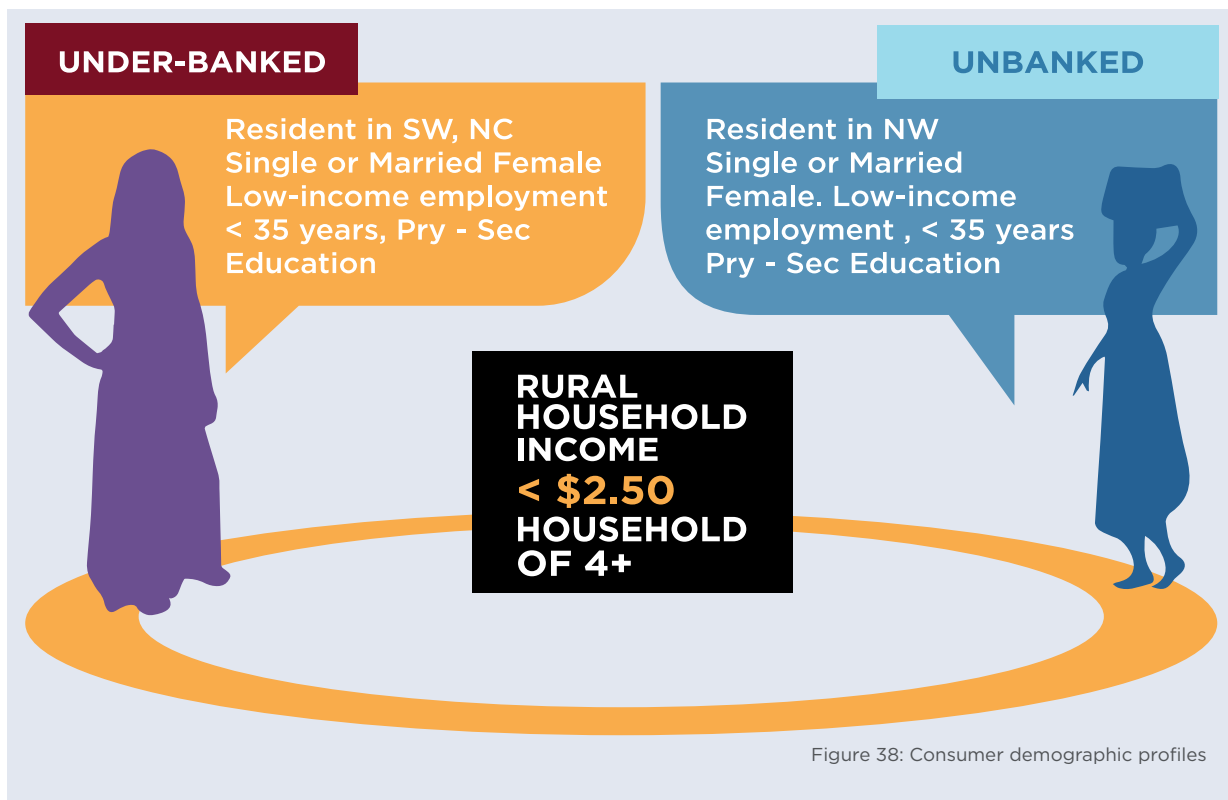 UNDER-BANKED
Resident in SW, NC
Single or Married Female
Low-income employment
< 35 years, Pry - Sec
Education
UNBANKED
Resident in NW
Single or Married
Female. Low-income
employment , < 35 years
Pry - Sec Education
RURAL
HOUSEHOLD
INCOME
< $2.50
HOUSEHOLD
OF 4+
Figure 38: Consumer demographic profiles